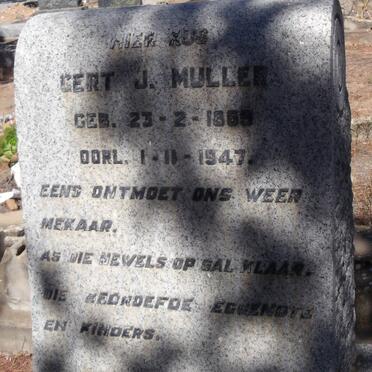 HIER RUS
GERT J. MULLER
GEB. 23-2-1889
OORL. 1-11-1947.
EENS ONTMOET ONS WEER
MEKAAR.
AS DIE NEWELS OP SAL KLAAR.
DIE BEDROEFDE EGGENOTE
EN KINDERS.